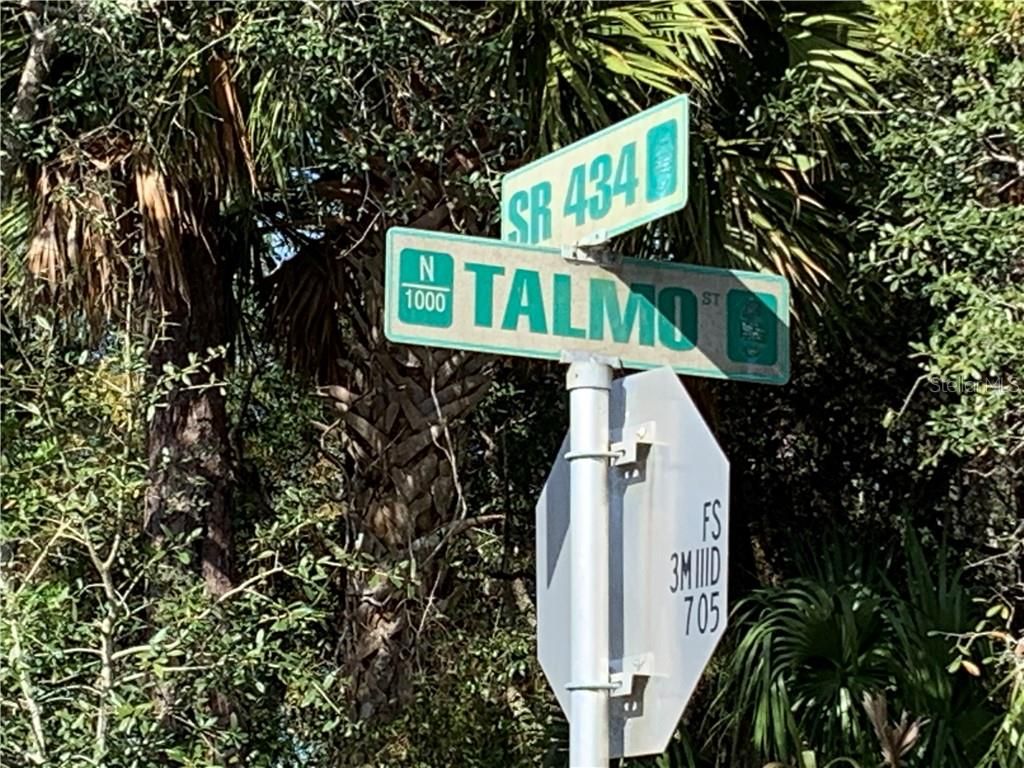 SR 434
N
1000
TALMO ST
FS
3M IIID
705
Stellar MLS